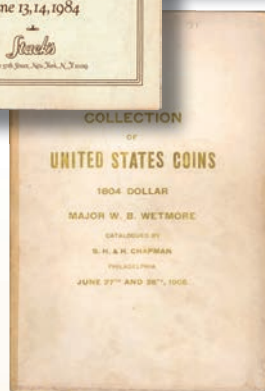 ne 13, 14, 1984
Stack's
COLLECTION
OF
UNITED STATES COINS
1804 DOLLAR
MAJOR W. B. WETMORE
CATALOGUED BY
S. H. & H. CHAPMAN
PHILADELPHIA
JUNE 27TH AND 28TH, 1906